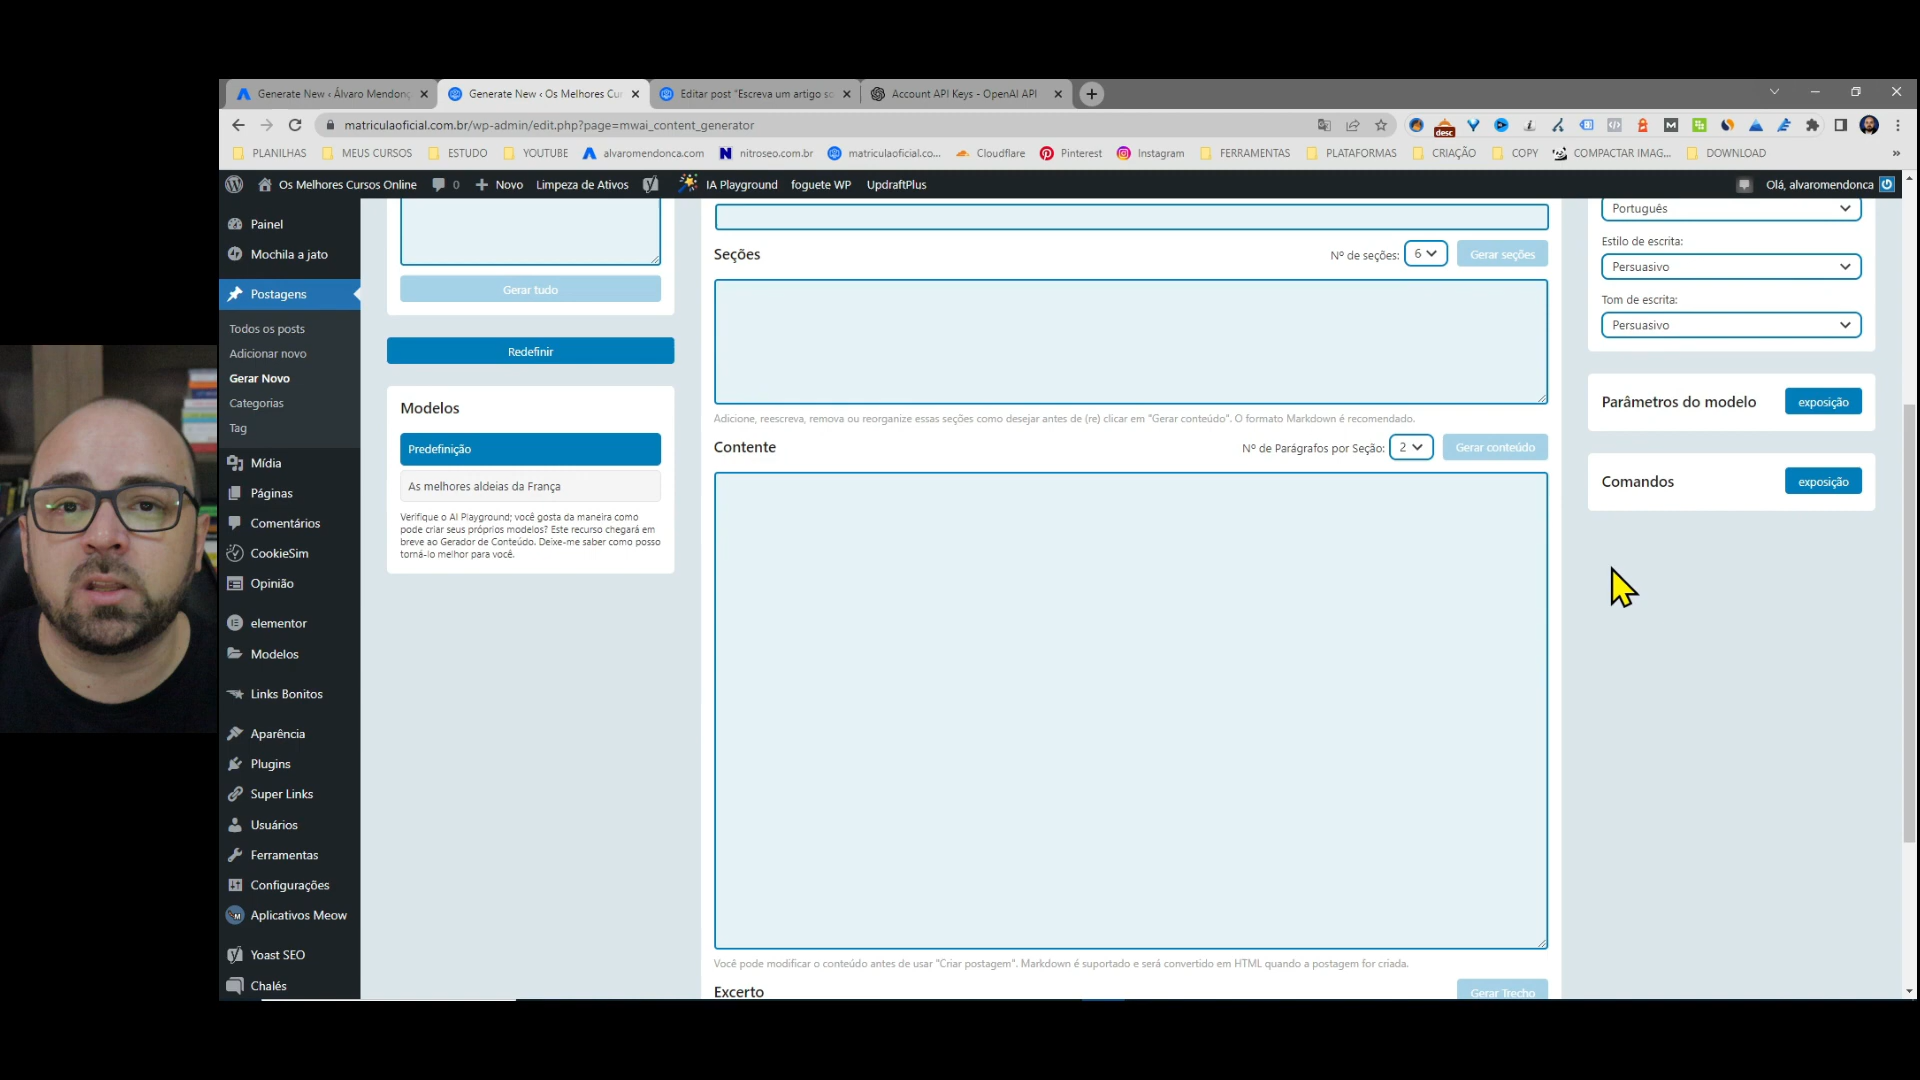 Generate New ‹ Álvaro Mendonç
Generate New ‹ Os Melhores Cur
Editar post "Escreva um artigo so
Account API Keys - OpenAI API
matriculaoficial.com.br/wp-admin/edit.php?page=mwai_content_generator
desc
PLANILHAS
MEUS CURSOS
ESTUDO
YOUTUBE
alvaromendonca.com
nitroseo.com.br
matriculaoficial.co...
Cloudflare
Pinterest
Instagram
FERRAMENTAS
PLATAFORMAS
CRIAÇÃO
COPY
COMPACTAR IMAG...
DOWNLOAD
»
Os Melhores Cursos Online
0
Novo
Limpeza de Ativos
IA Playground
foguete WP
UpdraftPlus
Olá, alvaromendonca
Painel
Mochila a jato
Postagens
Todos os posts
Adicionar novo
Gerar Novo
Categorias
Tag
Mídia
Páginas
Comentários
CookieSim
Opinião
elementor
Modelos
Links Bonitos
Aparência
Plugins
Super Links
Usuários
Ferramentas
Configurações
Aplicativos Meow
Yoast SEO
Chalés
Gerar tudo
Redefinir
Modelos
Predefinição
As melhores aldeias da França
Verifique o AI Playground; você gosta da maneira como
pode criar seus próprios modelos? Este recurso chegará em
breve ao Gerador de Conteúdo. Deixe-me saber como posso
torná-lo melhor para você.
Seções
Nº de seções:
6
Gerar seções
Adicione, reescreva, remova ou reorganize essas seções como desejar antes de (re) clicar em "Gerar conteúdo". O formato Markdown é recomendado.
Contente
Nº de Parágrafos por Seção:
2
Gerar conteúdo
Você pode modificar o conteúdo antes de usar "Criar postagem". Markdown é suportado e será convertido em HTML quando a postagem for criada.
Excerto
Gerar Trecho
Português
Estilo de escrita:
Persuasivo
Tom de escrita:
Persuasivo
Parâmetros do modelo
exposição
Comandos
exposição